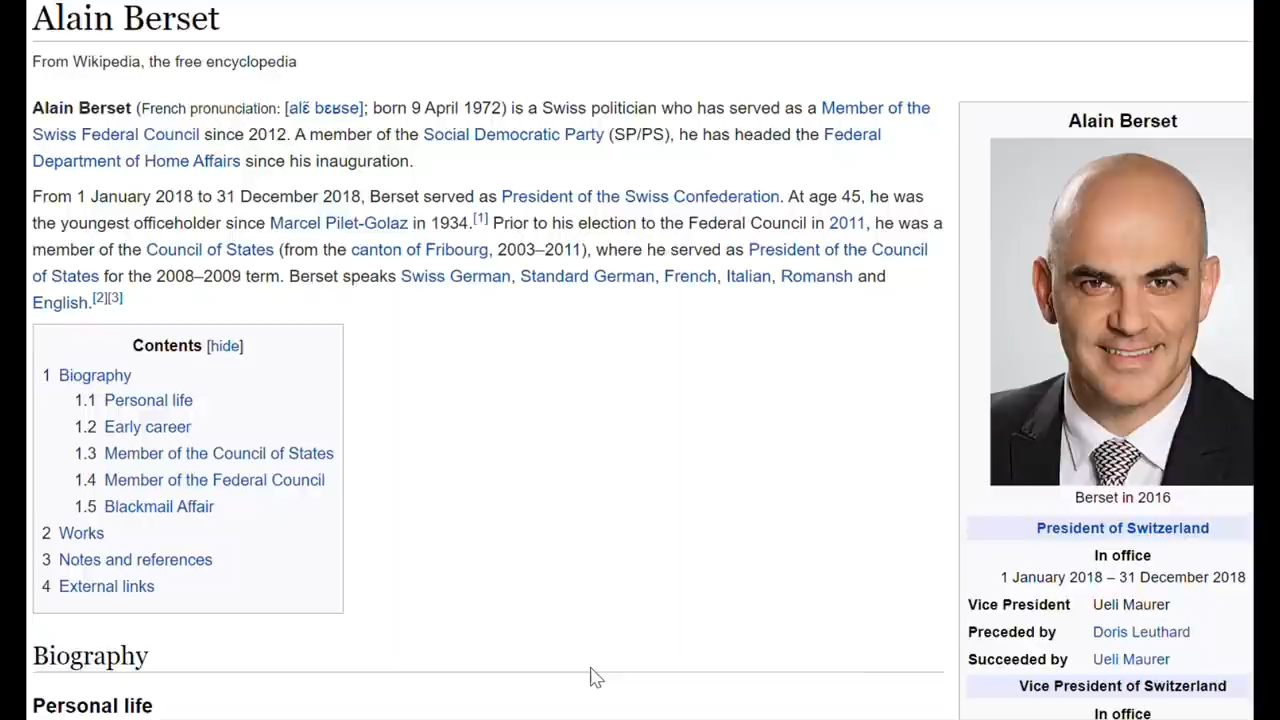 Alain Berset
From Wikipedia, the free encyclopedia
Alain Berset (French pronunciation: [alɛ̃ bɛʁsɛ]; born 9 April 1972) is a Swiss politician who has served as a Member of the
Swiss Federal Council since 2012. A member of the Social Democratic Party (SP/PS), he has headed the Federal
Department of Home Affairs since his inauguration.
From 1 January 2018 to 31 December 2018, Berset served as President of the Swiss Confederation. At age 45, he was
the youngest officeholder since Marcel Pilet-Golaz in 1934.[1] Prior to his election to the Federal Council in 2011, he was a
member of the Council of States (from the canton of Fribourg, 2003–2011), where he served as President of the Council
of States for the 2008–2009 term. Berset speaks Swiss German, Standard German, French, Italian, Romansh and
English.[2][3]
Contents [hide]
1 Biography
1.1 Personal life
1.2 Early career
1.3 Member of the Council of States
1.4 Member of the Federal Council
1.5 Blackmail Affair
2 Works
3 Notes and references
4 External links
Biography
Personal life
Alain Berset
Berset in 2016
President of Switzerland
In office
1 January 2018 – 31 December 2018
Vice President Ueli Maurer
Preceded by Doris Leuthard
Succeeded by Ueli Maurer
Vice President of Switzerland
In office